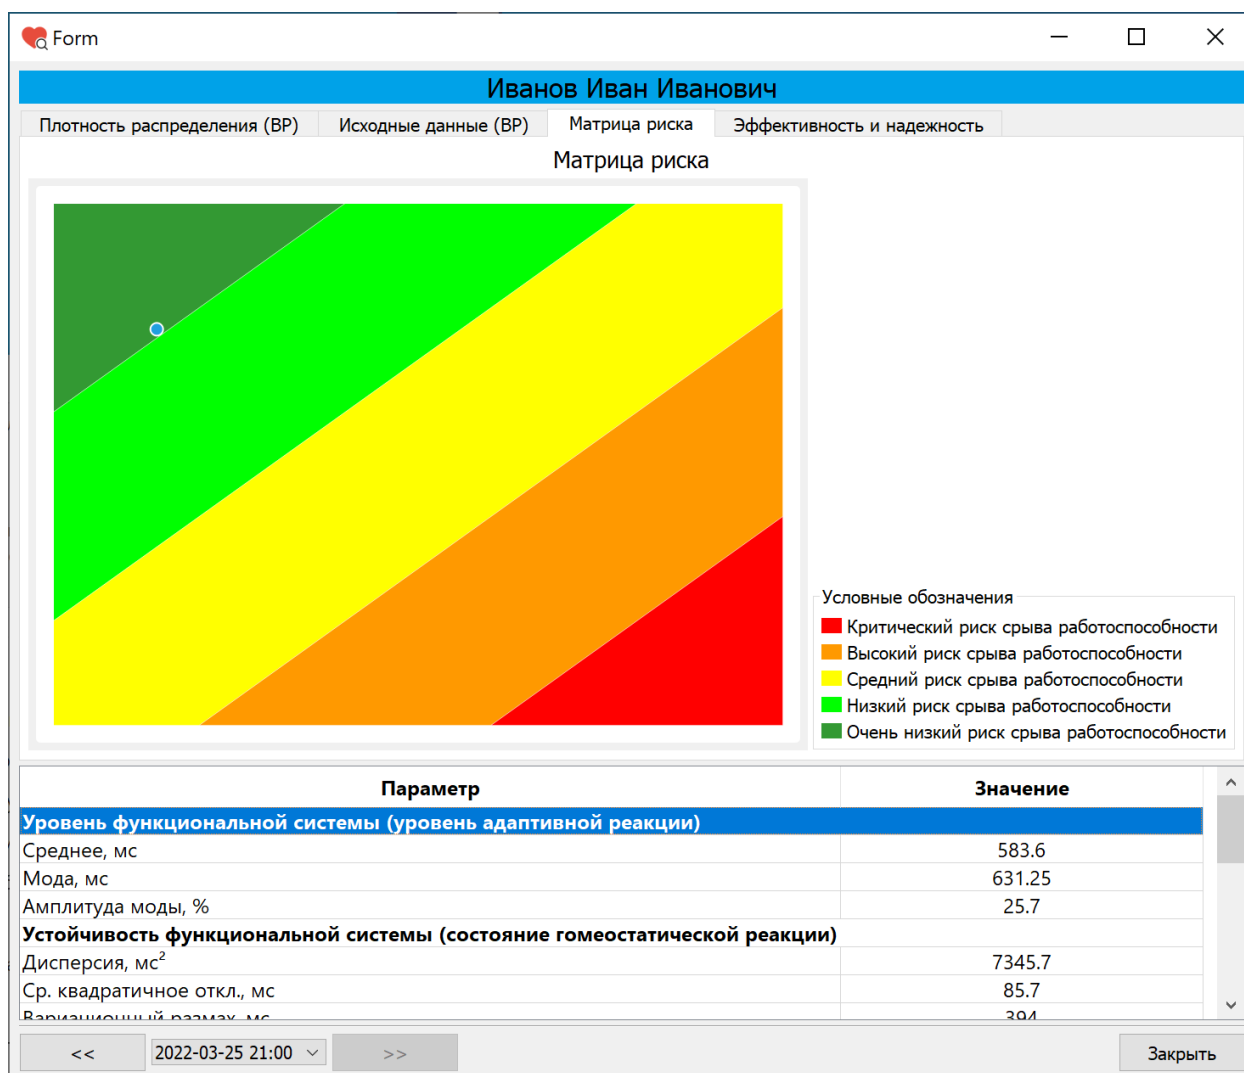 Form
Иванов Иван Иванович
Плотность распределения (ВР) Исходные данные (ВР) Матрица риска Эффективность и надежность
Матрица риска
Условные обозначения
Критический риск срыва работоспособности
Высокий риск срыва работоспособности
Средний риск срыва работоспособности
Низкий риск срыва работоспособности
Очень низкий риск срыва работоспособности
Параметр Значение
Уровень функциональной системы (уровень адаптивной реакции)
Среднее, мс 583.6
Мода, мс 631.25
Амплитуда моды, % 25.7
Устойчивость функциональной системы (состояние гомеостатической реакции)
Дисперсия, мс² 7345.7
Ср. квадратичное откл., мс 85.7
Вариационный размах, мс 394
<< 2022-03-25 21:00 >> Закрыть